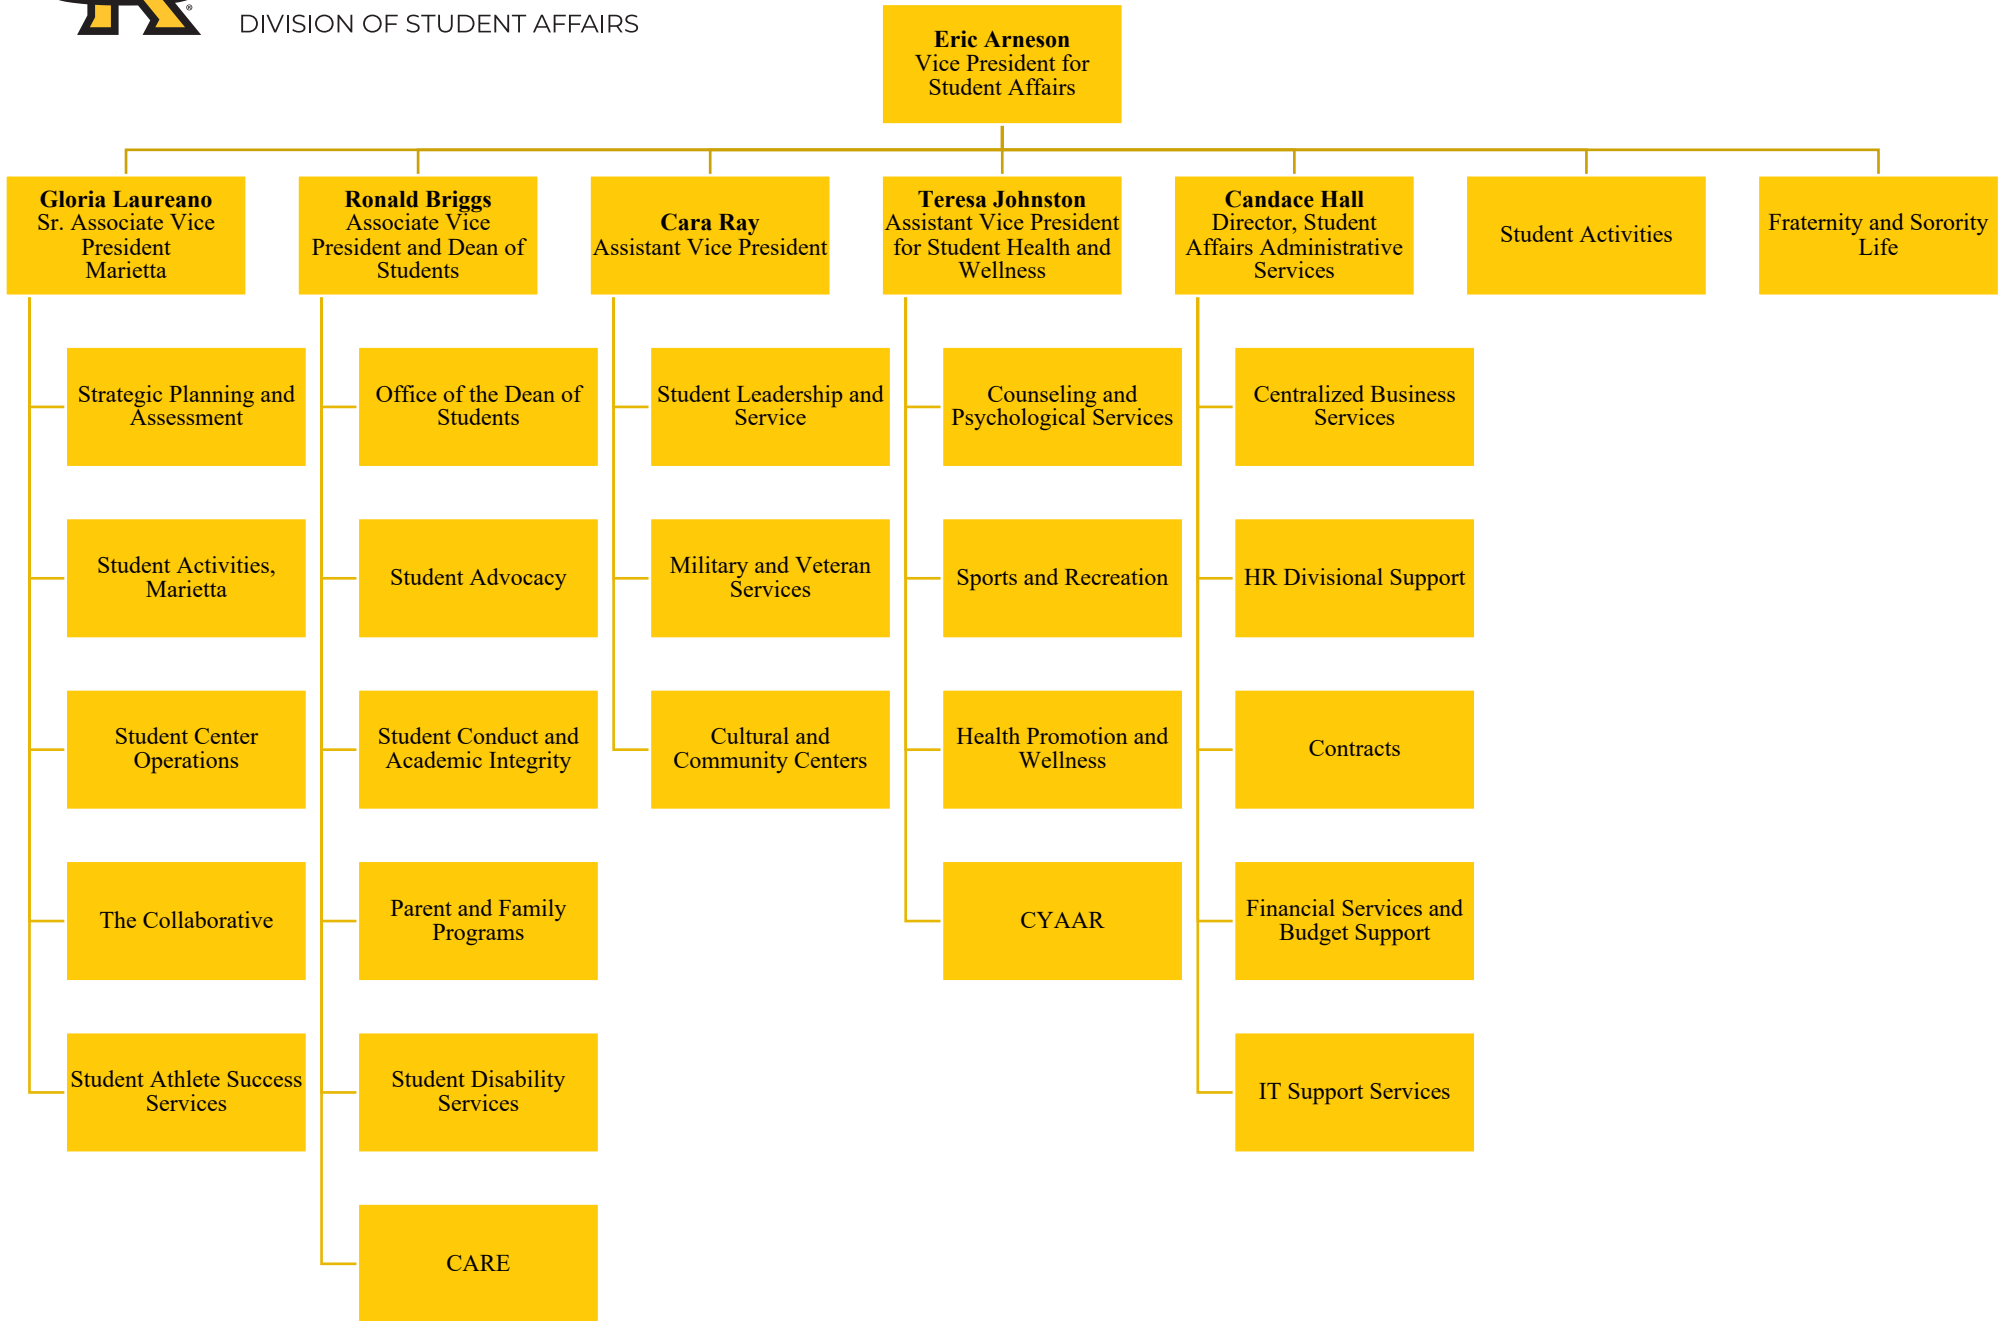 DIVISION OF STUDENT AFFAIRS
Eric Arneson
Vice President for
Student Affairs
Gloria Laureano
Sr. Associate Vice
President
Marietta
Ronald Briggs
Associate Vice
President and Dean of
Students
Cara Ray
Assistant Vice President
Teresa Johnston
Assistant Vice President
for Student Health and
Wellness
Candace Hall
Director, Student
Affairs Administrative
Services
Student Activities
Fraternity and Sorority
Life
Strategic Planning and
Assessment
Student Activities,
Marietta
Student Center
Operations
The Collaborative
Student Athlete Success
Services
Office of the Dean of
Students
Student Advocacy
Student Conduct and
Academic Integrity
Parent and Family
Programs
Student Disability
Services
CARE
Student Leadership and
Service
Military and Veteran
Services
Cultural and
Community Centers
Counseling and
Psychological Services
Sports and Recreation
Health Promotion and
Wellness
CYAAR
Centralized Business
Services
HR Divisional Support
Contracts
Financial Services and
Budget Support
IT Support Services